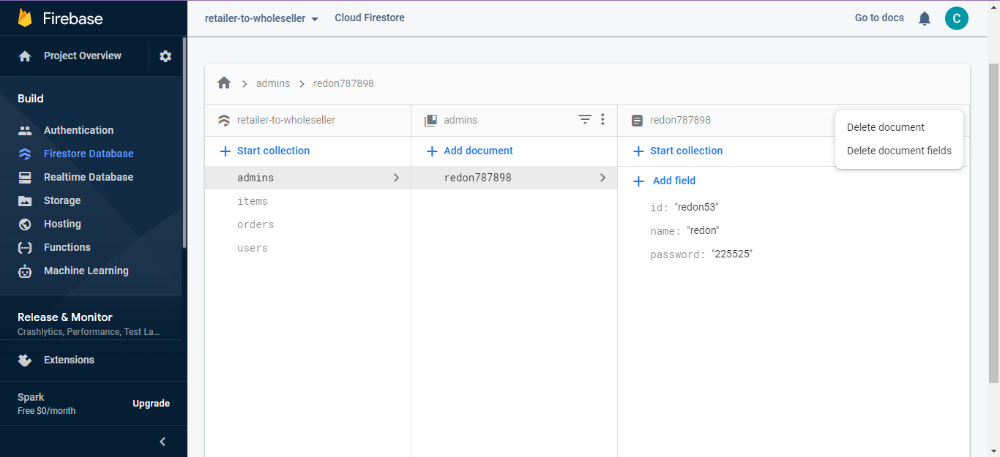 Firebase
Project Overview
Build
Authentication
Firestore Database
Realtime Database
Storage
Hosting
Functions
Machine Learning
Release & Monitor
Crashlytics, Performance, Test La...
Extensions
Spark
Free $0/month
Upgrade
retailer-to-wholeseller
Cloud Firestore
Go to docs
C
admins
redon787898
retailer-to-wholeseller
Start collection
admins
items
orders
users
admins
Add document
redon787898
redon787898
Start collection
Add field
id: "redon53"
name: "redon"
password: "225525"
Delete document
Delete document fields